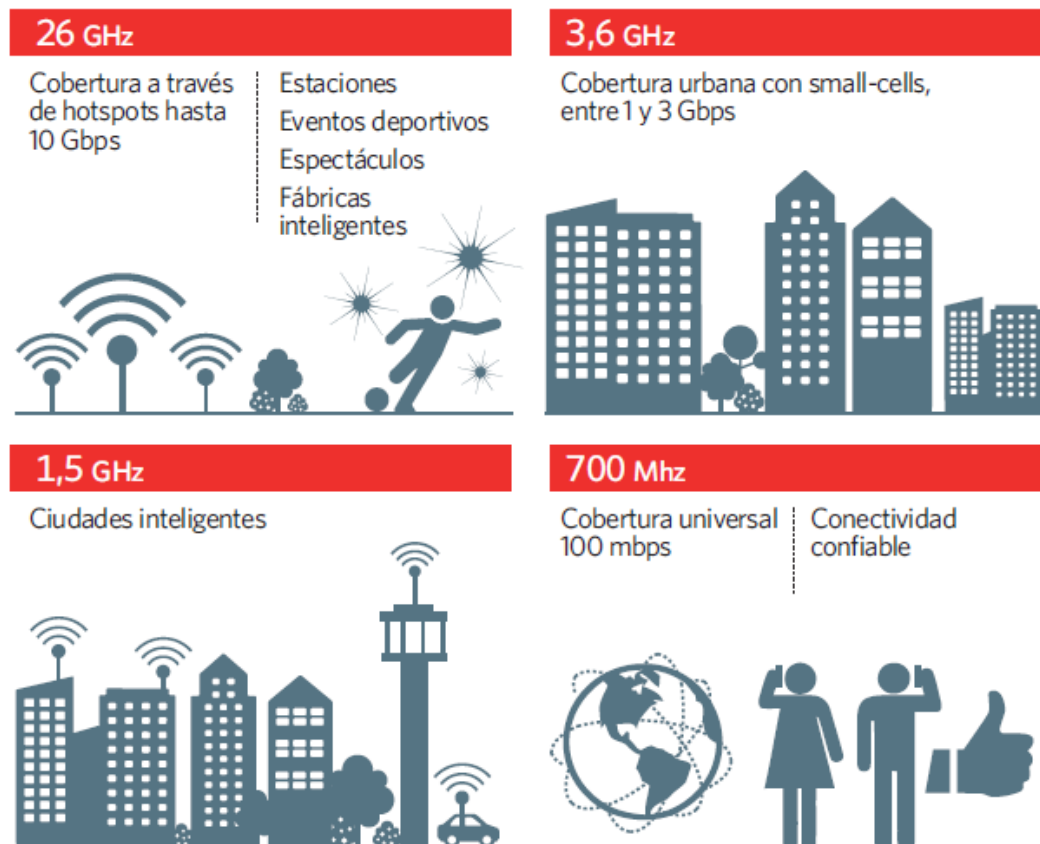 26 GHz
Cobertura a través
de hotspots hasta
10 Gbps
Estaciones
Eventos deportivos
Espectáculos
Fábricas
inteligentes
3,6 GHz
Cobertura urbana con small-cells,
entre 1 y 3 Gbps
1,5 GHz
Ciudades inteligentes
700 Mhz
Cobertura universal
100 mbps
Conectividad
confiable